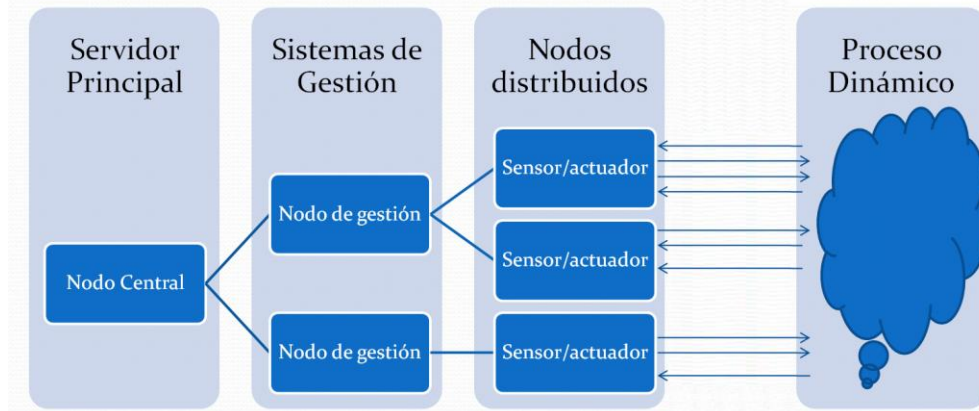 Servidor
Principal
Sistemas de
Gestión
Nodos
distribuidos
Proceso
Dinámico
Nodo Central
Nodo de gestión
Nodo de gestión
Sensor/actuador
Sensor/actuador
Sensor/actuador